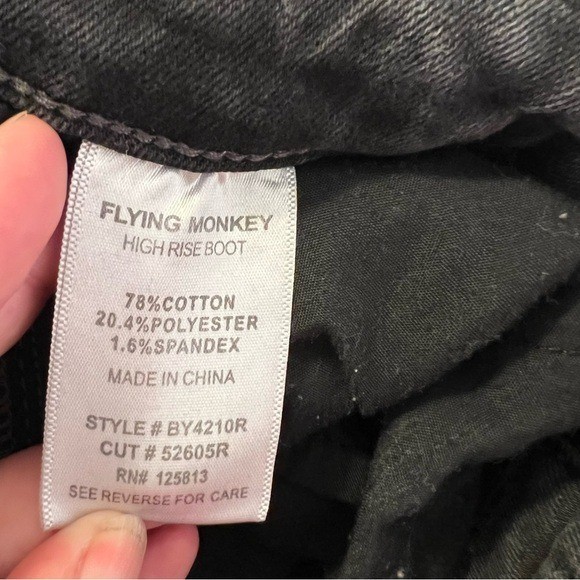 FLYING MONKEY
HIGH RISE BOOT
78%COTTON
20.4%POLYESTER
1.6%SPANDEX
MADE IN CHINA
STYLE # BY4210R
CUT # 52605R
RN# 125813
SEE REVERSE FOR CARE